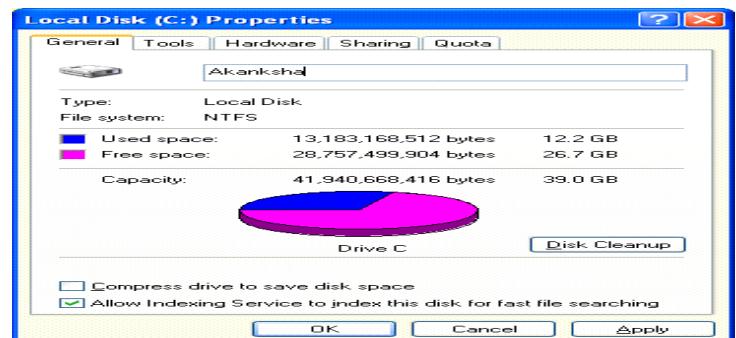 Local Disk (C:) Properties
General Tools Hardware Sharing Quota
Akanksha
Type: Local Disk
File system: NTFS
Used space: 13,183,168,512 bytes 12.2 GB
Free space: 28,757,499,904 bytes 26.7 GB
Capacity: 41,940,668,416 bytes 39.0 GB
Drive C
Disk Cleanup
Compress drive to save disk space
Allow Indexing Service to index this disk for fast file searching
OK Cancel Apply